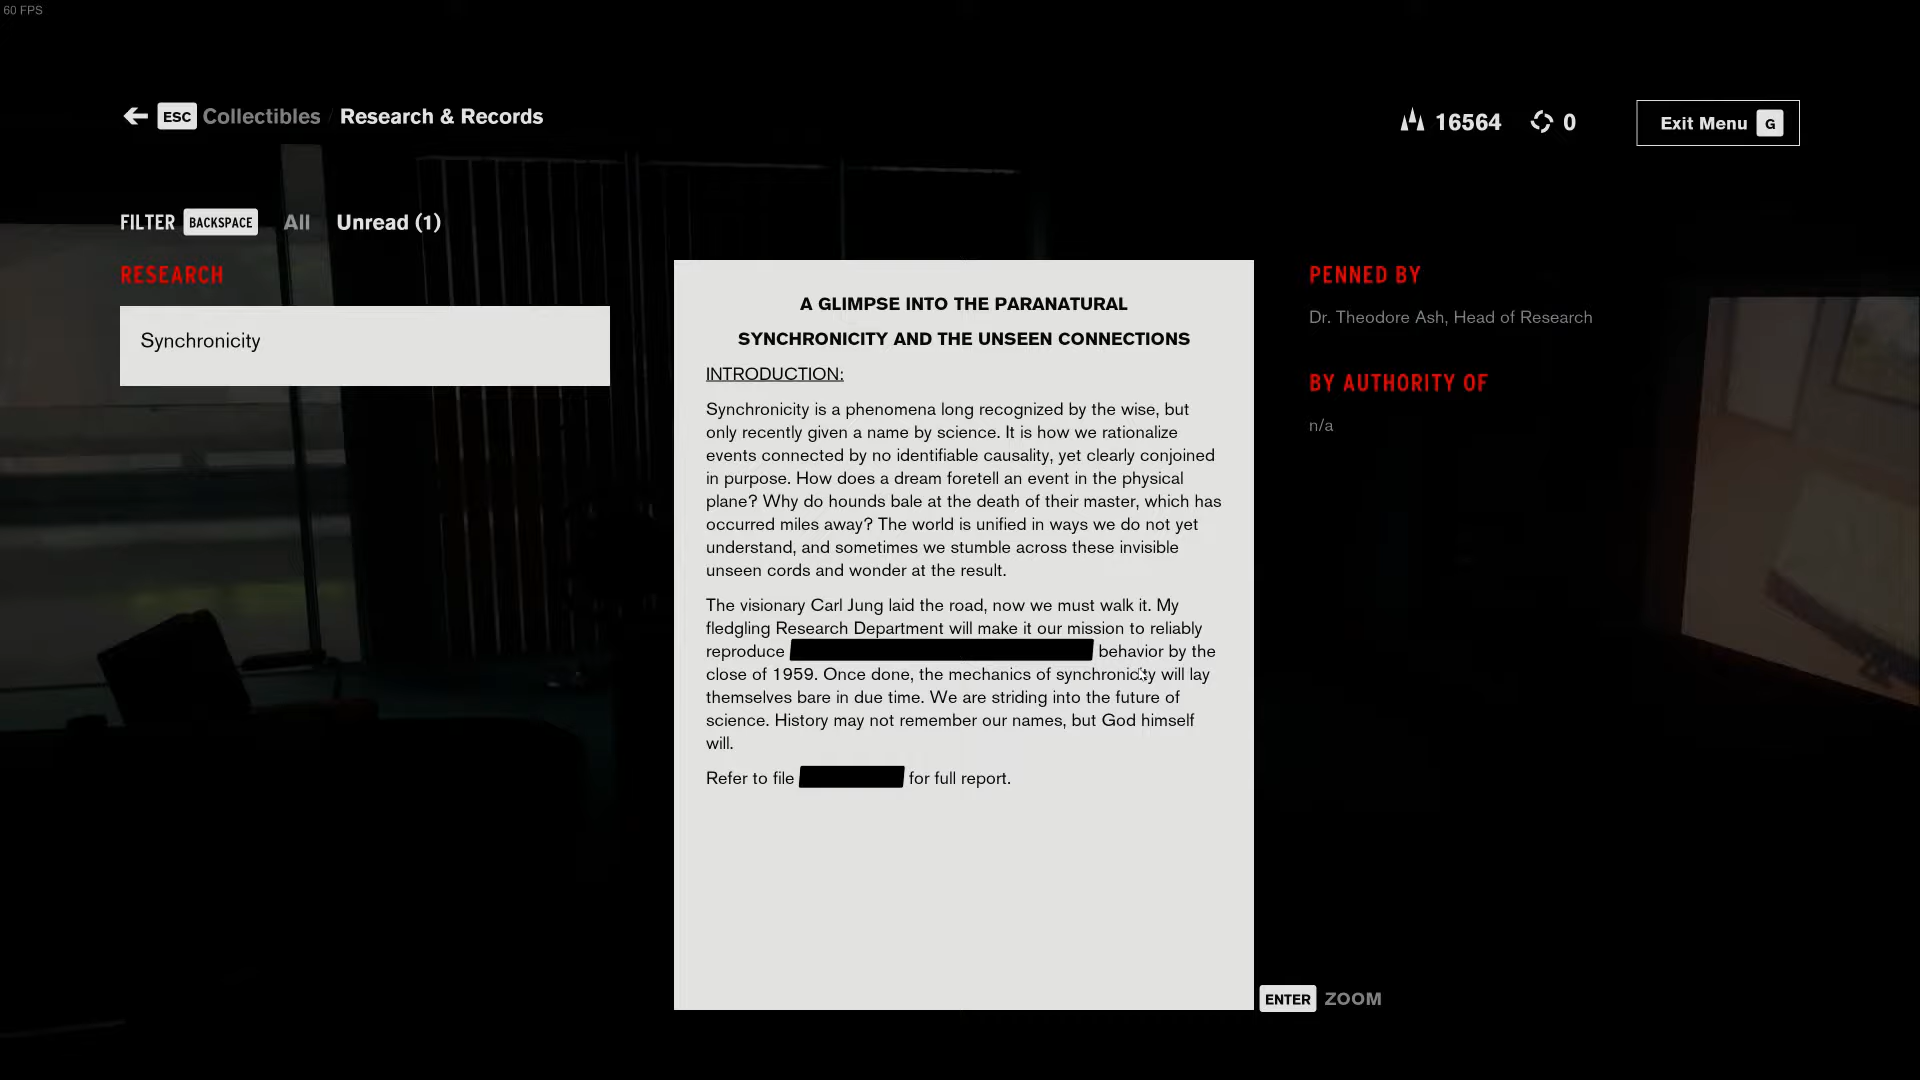 60 FPS
ESC Collectibles / Research & Records
16564 0
Exit Menu G
FILTER BACKSPACE All Unread (1)
RESEARCH
Synchronicity
A GLIMPSE INTO THE PARANATURAL
SYNCHRONICITY AND THE UNSEEN CONNECTIONS
INTRODUCTION:
Synchronicity is a phenomena long recognized by the wise, but
only recently given a name by science. It is how we rationalize
events connected by no identifiable causality, yet clearly conjoined
in purpose. How does a dream foretell an event in the physical
plane? Why do hounds bale at the death of their master, which has
occurred miles away? The world is unified in ways we do not yet
understand, and sometimes we stumble across these invisible
unseen cords and wonder at the result.
The visionary Carl Jung laid the road, now we must walk it. My
fledgling Research Department will make it our mission to reliably
reproduce behavior by the
close of 1959. Once done, the mechanics of synchronicity will lay
themselves bare in due time. We are striding into the future of
science. History may not remember our names, but God himself
will.
Refer to file for full report.
PENNED BY
Dr. Theodore Ash, Head of Research
BY AUTHORITY OF
n/a
ENTER ZOOM